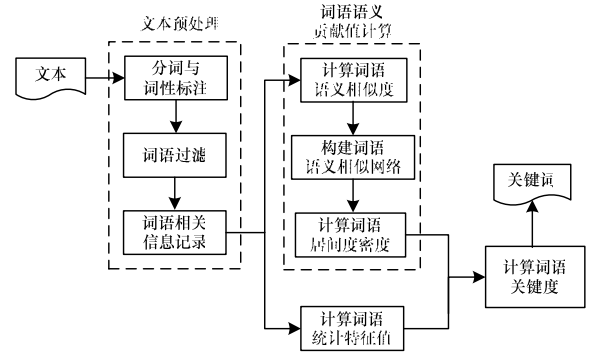 文本预处理
词语语义
贡献值计算
文本
分词与
词性标注
词语过滤
词语相关
信息记录
计算词语
语义相似度
构建词语
语义相似网络
计算词语
居间度密度
计算词语
统计特征值
关键词
计算词语
关键度